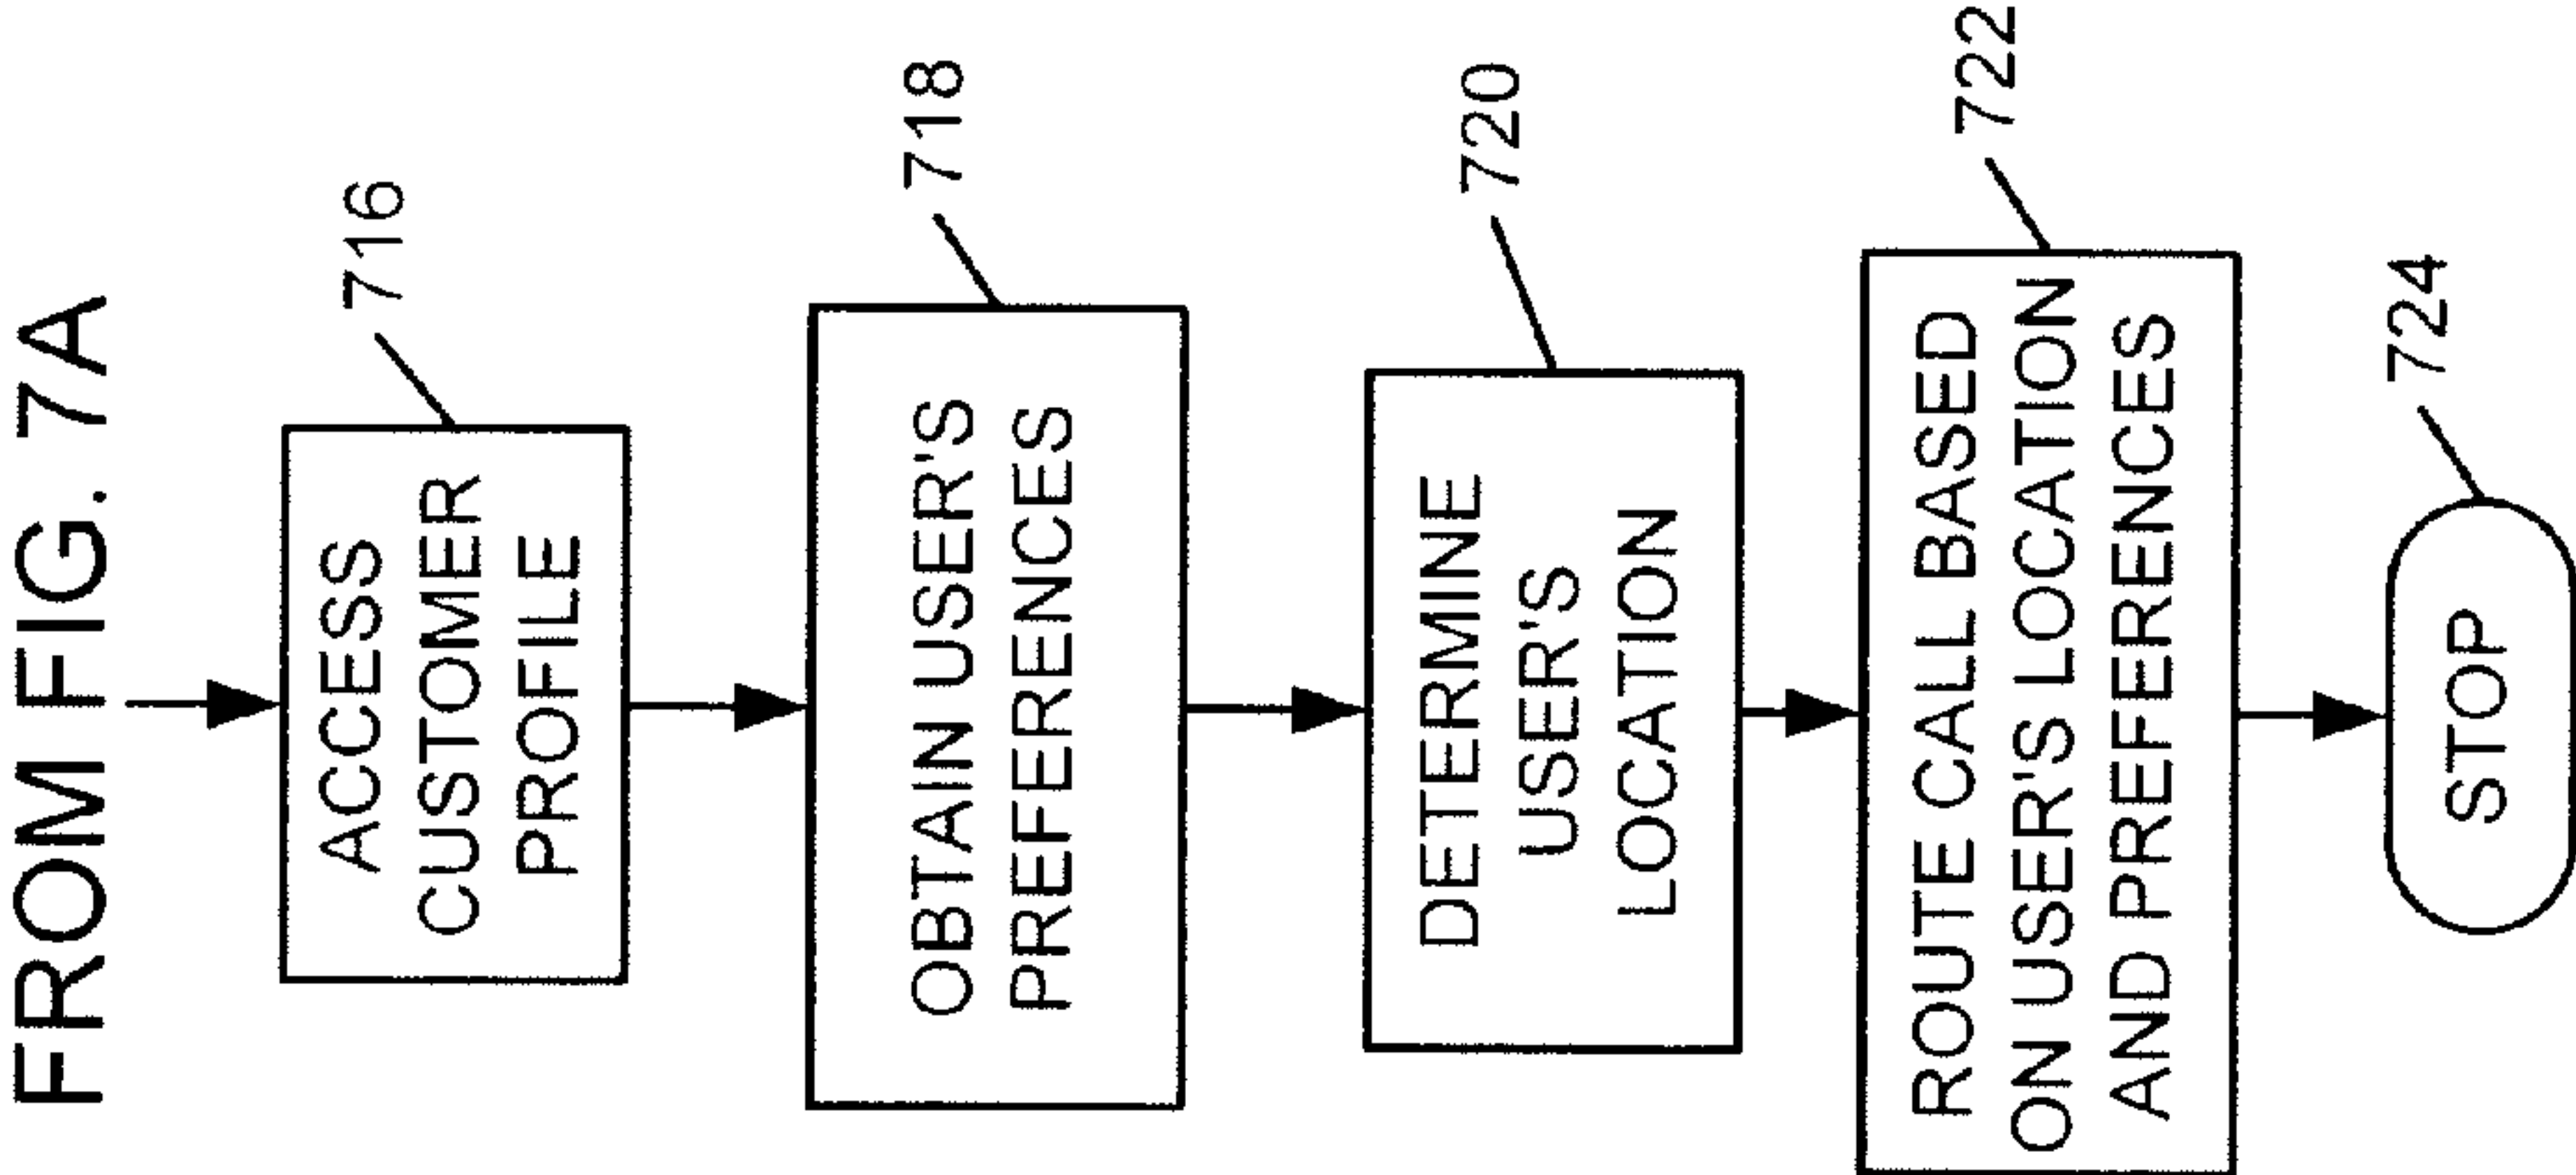 FROM FIG. 7A
716
ACCESS
CUSTOMER
PROFILE
718
OBTAIN USER'S
PREFERENCES
720
DETERMINE
USER'S
LOCATION
722
ROUTE CALL BASED
ON USER'S LOCATION
AND PREFERENCES
724
STOP